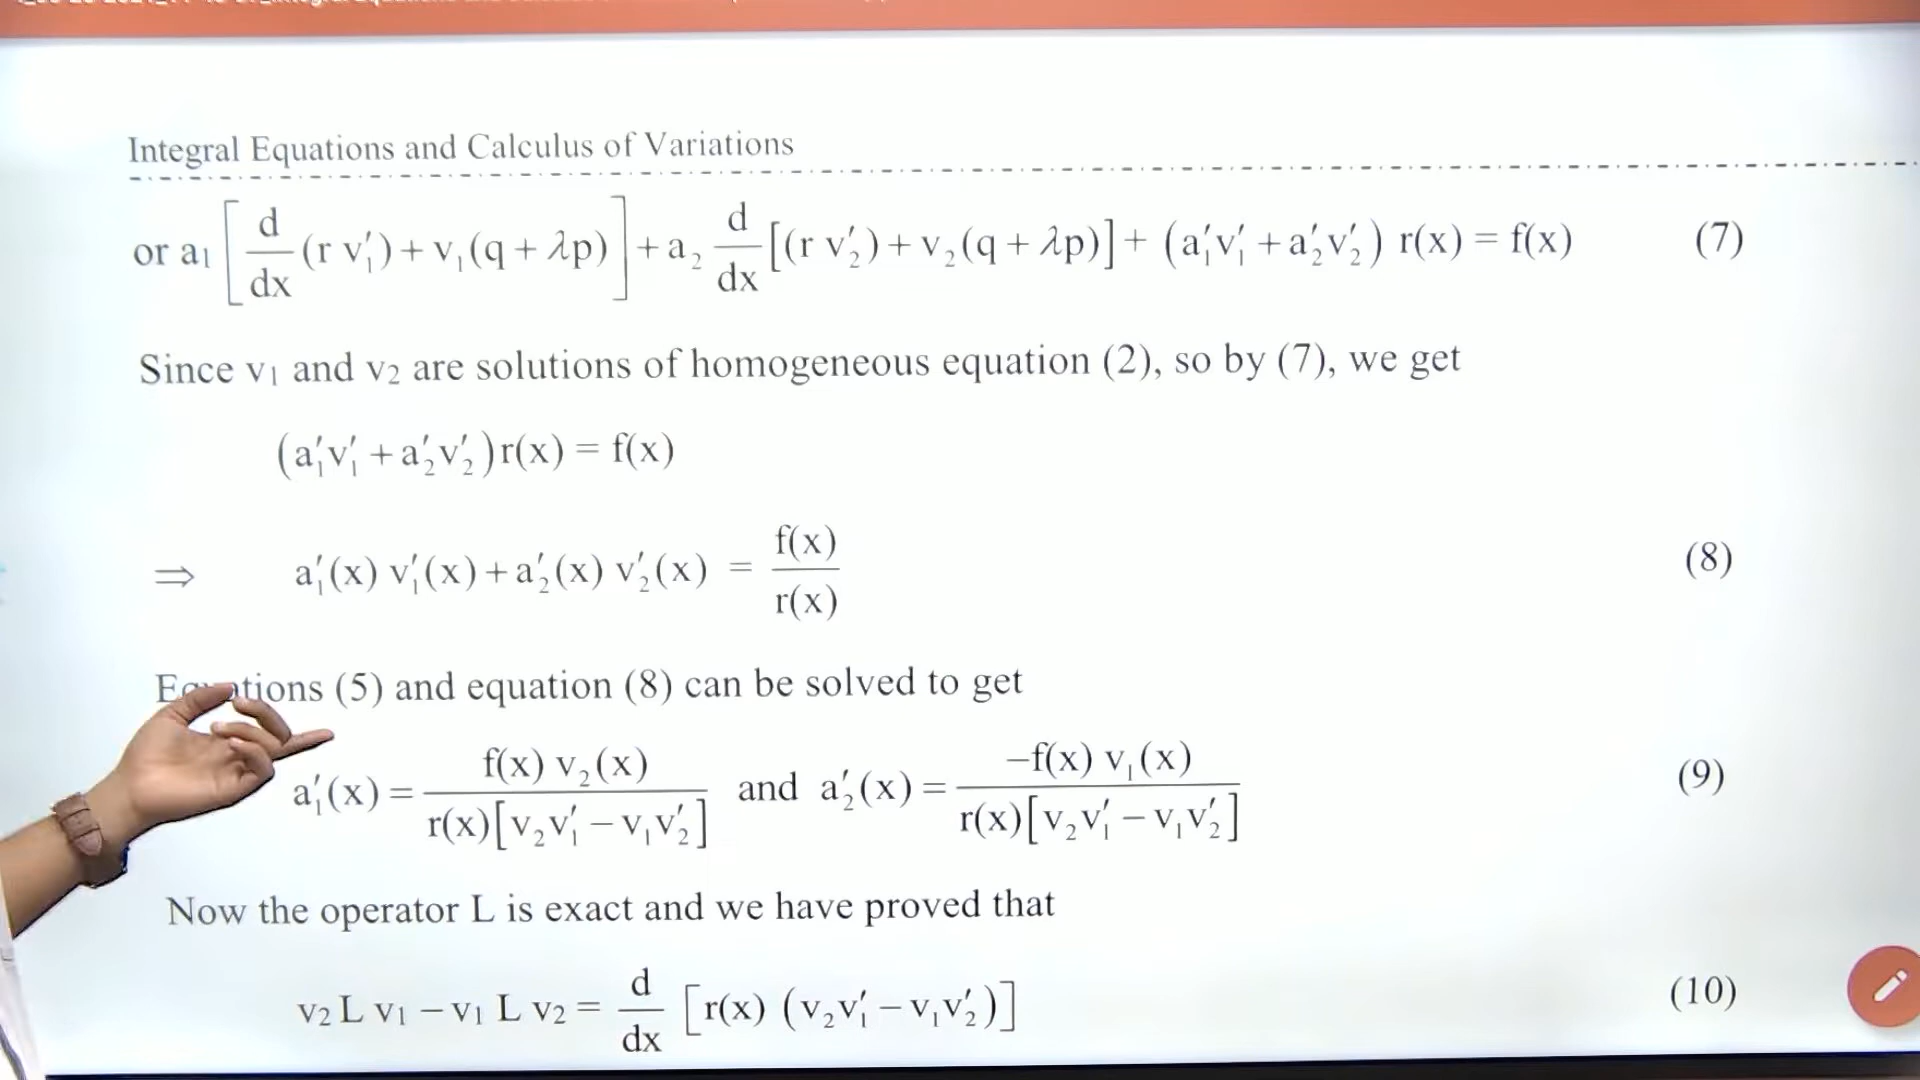 Integral Equations and Calculus of Variations
or a₁ [ d/dx (r v₁′) + v₁(q + λp) ] + a₂ d/dx [(r v₂′) + v₂(q + λp)] + (a₁′v₁′ + a₂′v₂′) r(x) = f(x) (7)
Since v₁ and v₂ are solutions of homogeneous equation (2), so by (7), we get
(a₁′v₁′ + a₂′v₂′) r(x) = f(x)
⇒ a₁′(x) v₁′(x) + a₂′(x) v₂′(x) = f(x)/r(x) (8)
(5) and equation (8) can be solved to get
a₁′(x) = f(x) v₂(x) / r(x)[v₂v₁′ − v₁v₂′] and a₂′(x) = −f(x) v₁(x) / r(x)[v₂v₁′ − v₁v₂′] (9)
Now the operator L is exact and we have proved that
v₂ L v₁ − v₁ L v₂ = d/dx [r(x) (v₂v₁′ − v₁v₂′)] (10)